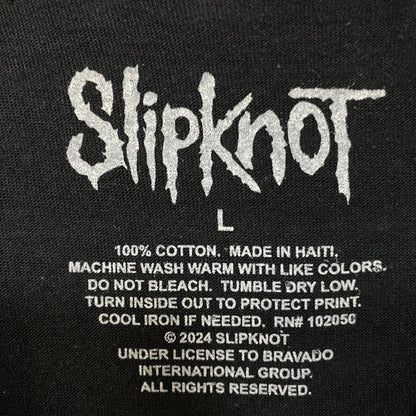 SlipknoT
L
100% COTTON. MADE IN HAITI.
MACHINE WASH WARM WITH LIKE COLORS.
DO NOT BLEACH. TUMBLE DRY LOW.
TURN INSIDE OUT TO PROTECT PRINT.
COOL IRON IF NEEDED. RN# 102050
© 2024 SLIPKNOT
UNDER LICENSE TO BRAVADO
INTERNATIONAL GROUP.
ALL RIGHTS RESERVED.